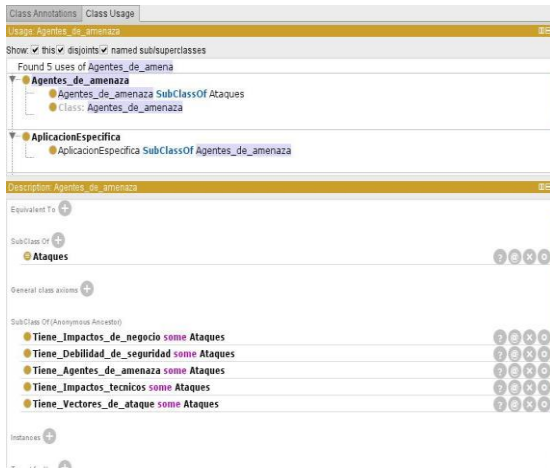 Class Annotations Class Usage
Usage: Agentes_de_amenaza
Show: this disjoints named sub/superclasses
Found 5 uses of Agentes_de_amena
Agentes_de_amenaza
Agentes_de_amenaza SubClassOf Ataques
Class: Agentes_de_amenaza
AplicacionEspecifica
AplicacionEspecifica SubClassOf Agentes_de_amenaza
Description: Agentes_de_amenaza
Equivalent To
SubClass Of
Ataques
General class axioms
SubClass Of (Anonymous Ancestor)
Tiene_Impactos_de_negocio some Ataques
Tiene_Debilidad_de_seguridad some Ataques
Tiene_Agentes_de_amenaza some Ataques
Tiene_Impactos_tecnicos some Ataques
Tiene_Vectores_de_ataque some Ataques
Instances